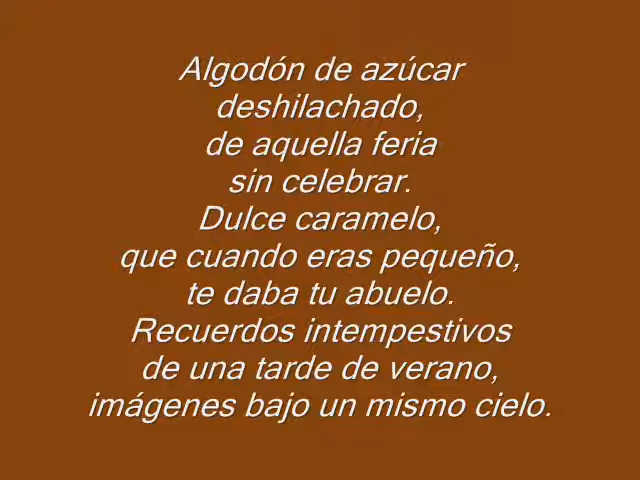 Algodón de azúcar
deshilachado,
de aquella feria
sin celebrar.
Dulce caramelo,
que cuando eras pequeño,
te daba tu abuelo.
Recuerdos intempestivos
de una tarde de verano,
imágenes bajo un mismo cielo.